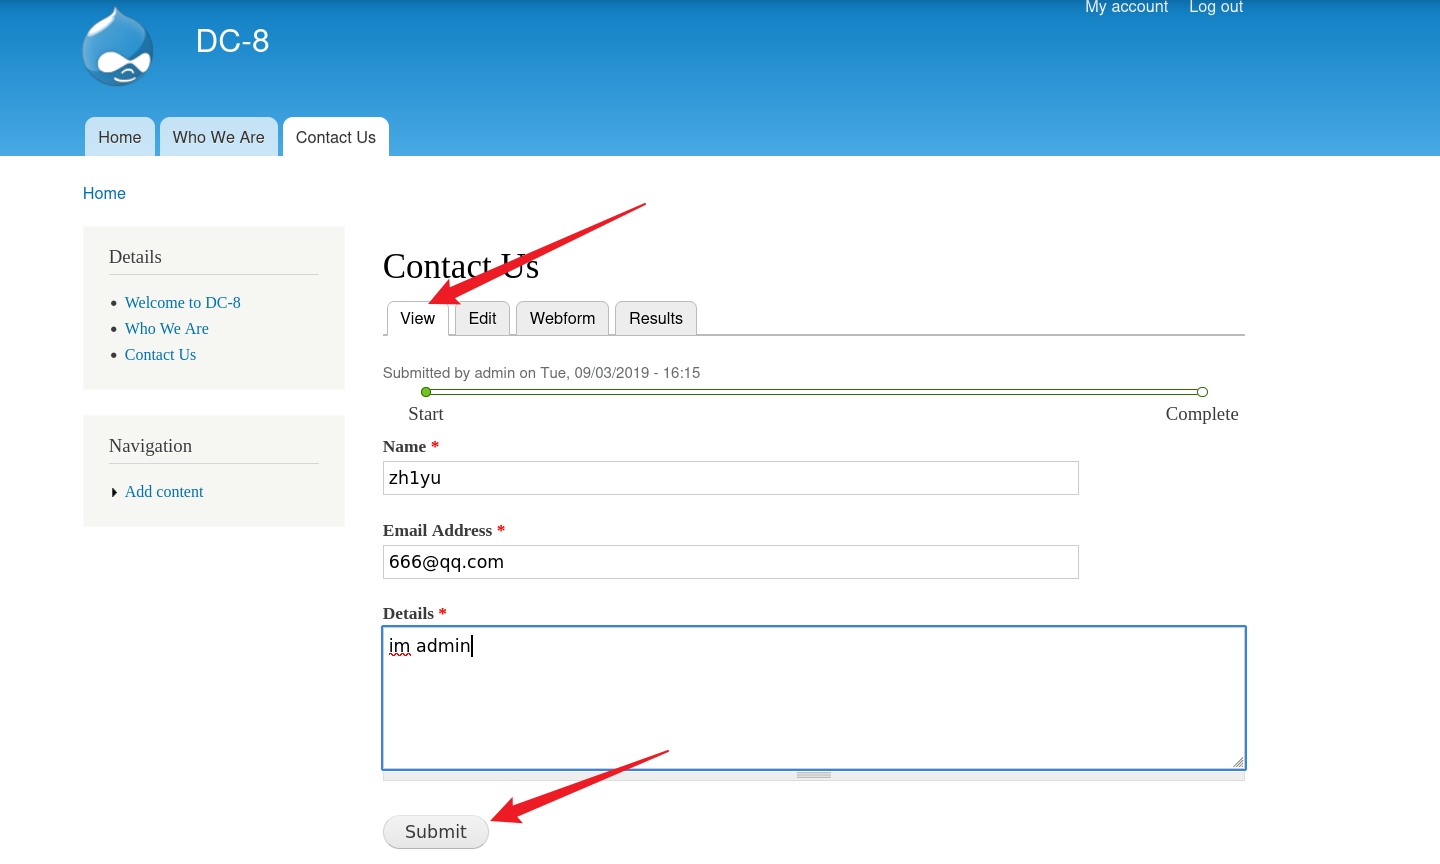 My account Log out
DC-8
Home Who We Are Contact Us
Home
Details
Welcome to DC-8
Who We Are
Contact Us
Navigation
Add content
Contact Us
View Edit Webform Results
Submitted by admin on Tue, 09/03/2019 - 16:15
Start Complete
Name *
zh1yu
Email Address *
666@qq.com
Details *
im admin
Submit